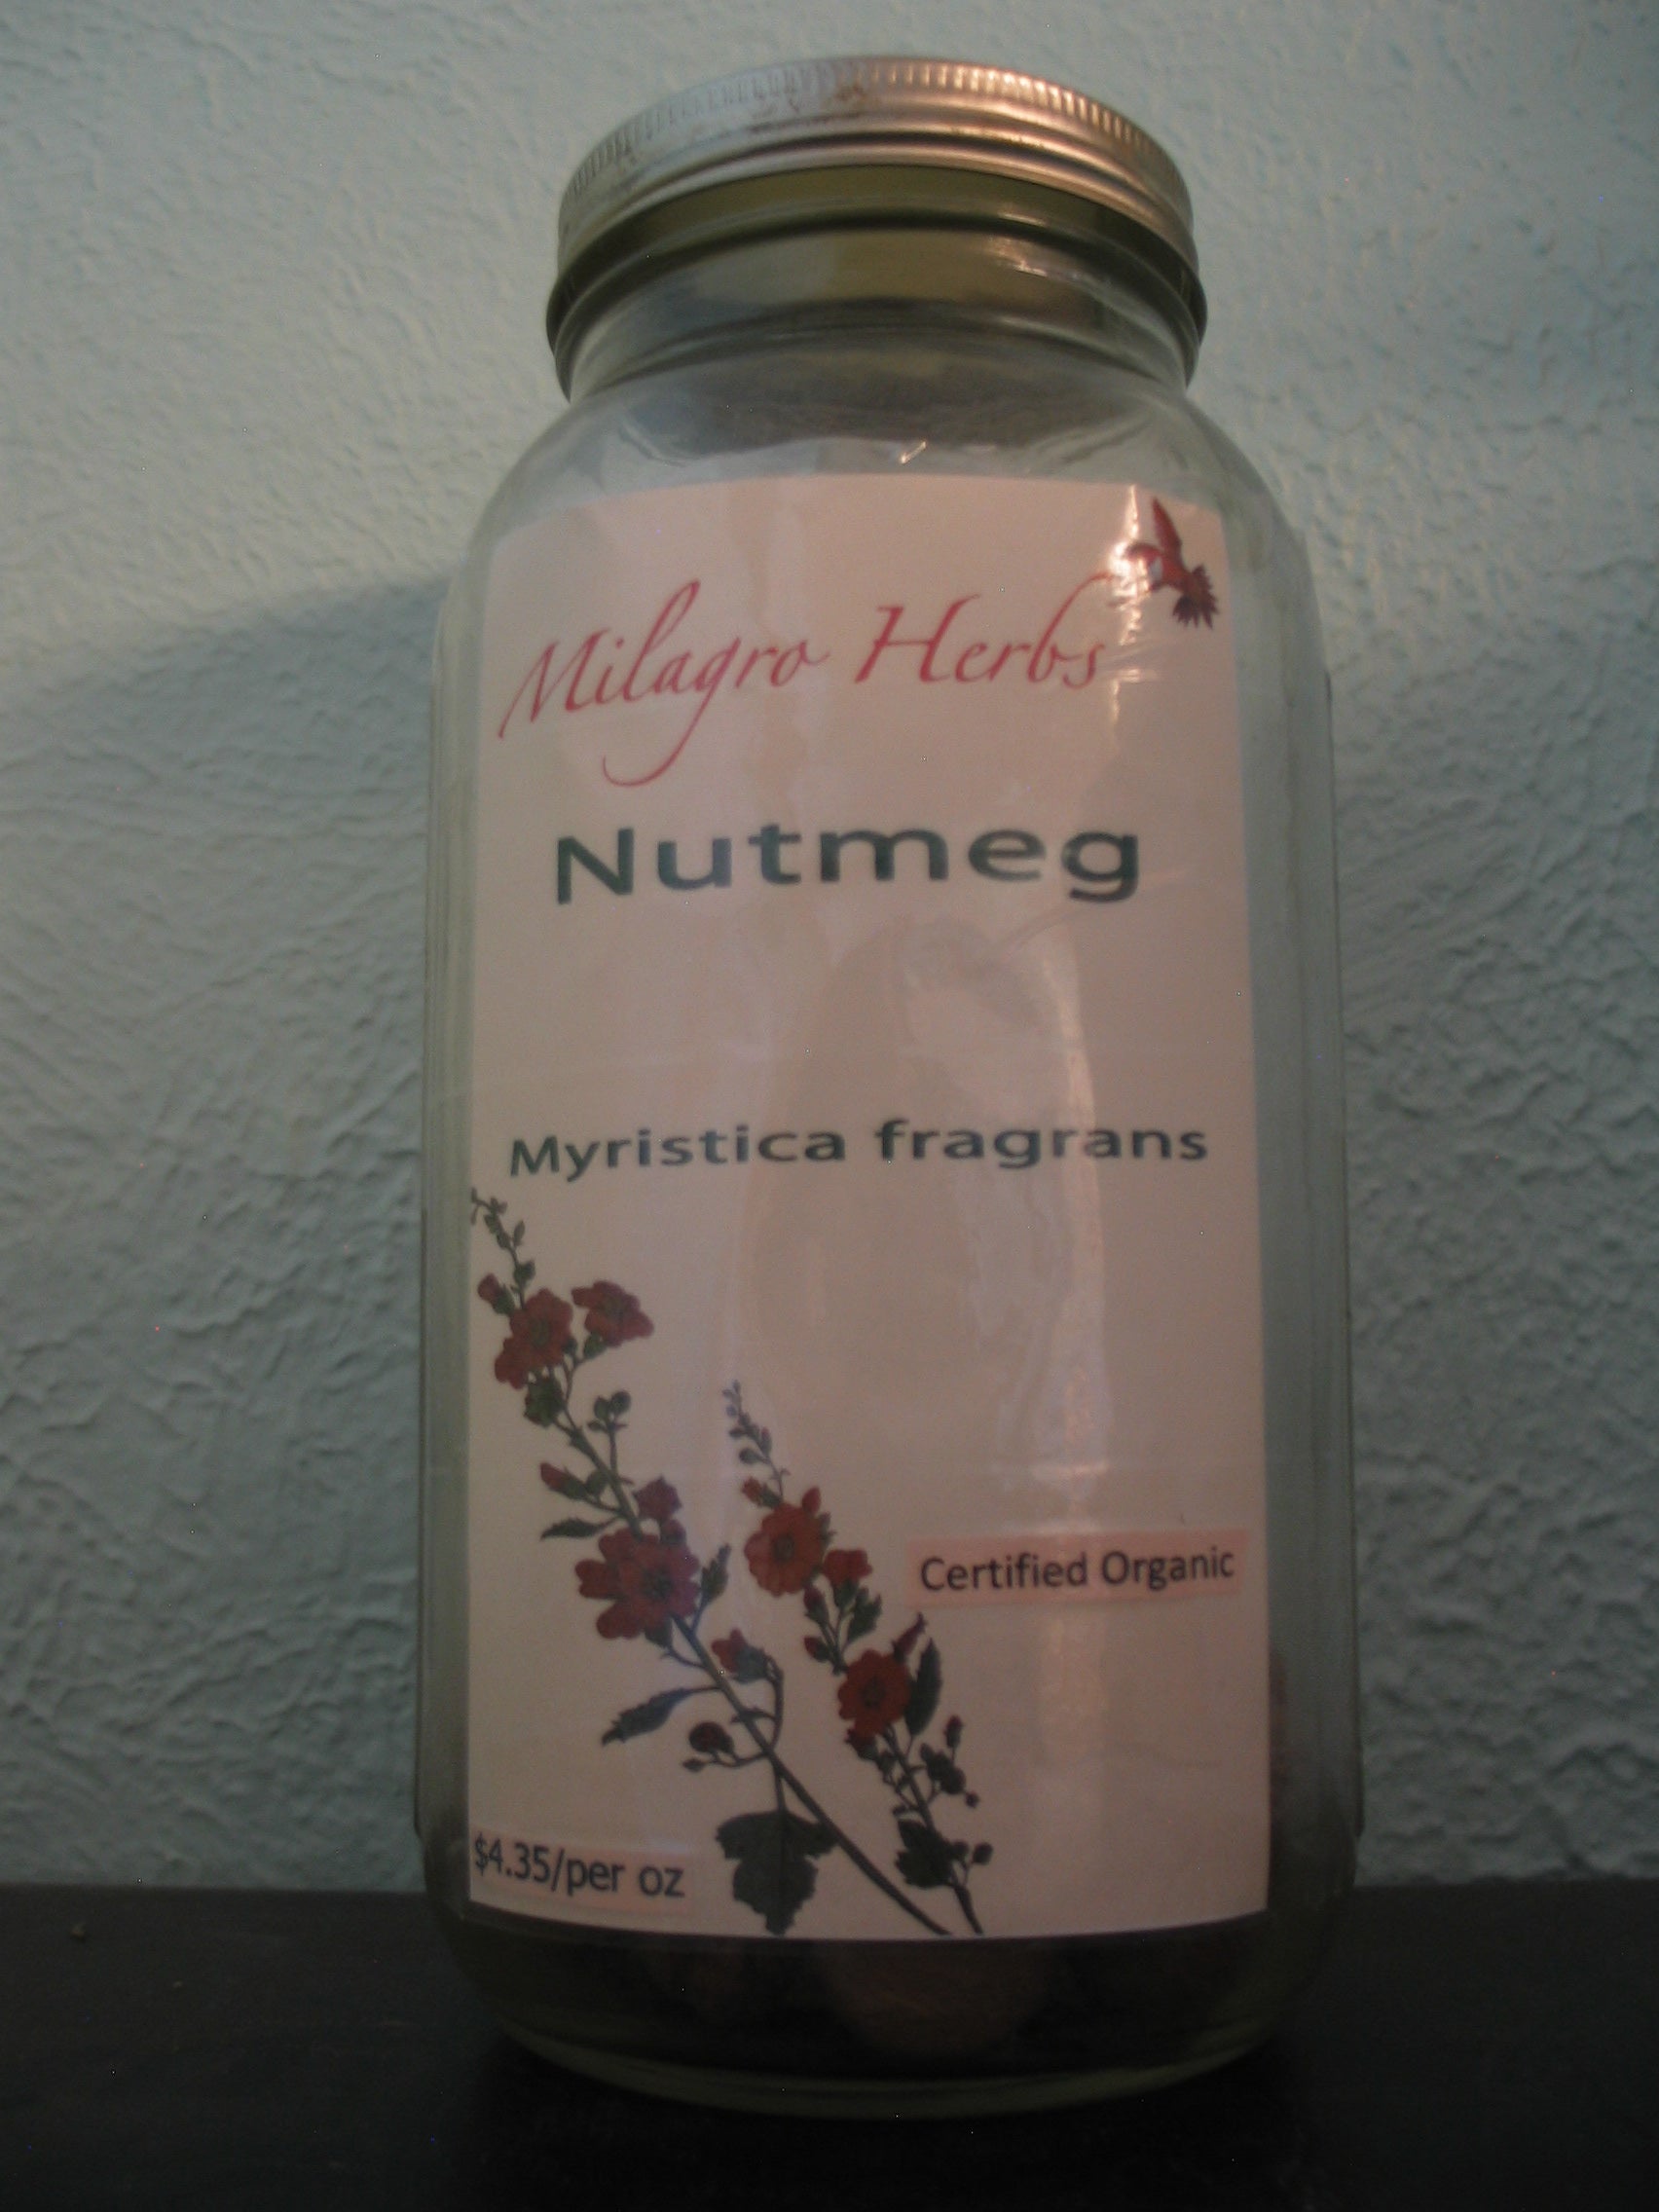 Milagro Herbs
Nutmeg
Myristica fragrans
Certified Organic
$4.35/per oz